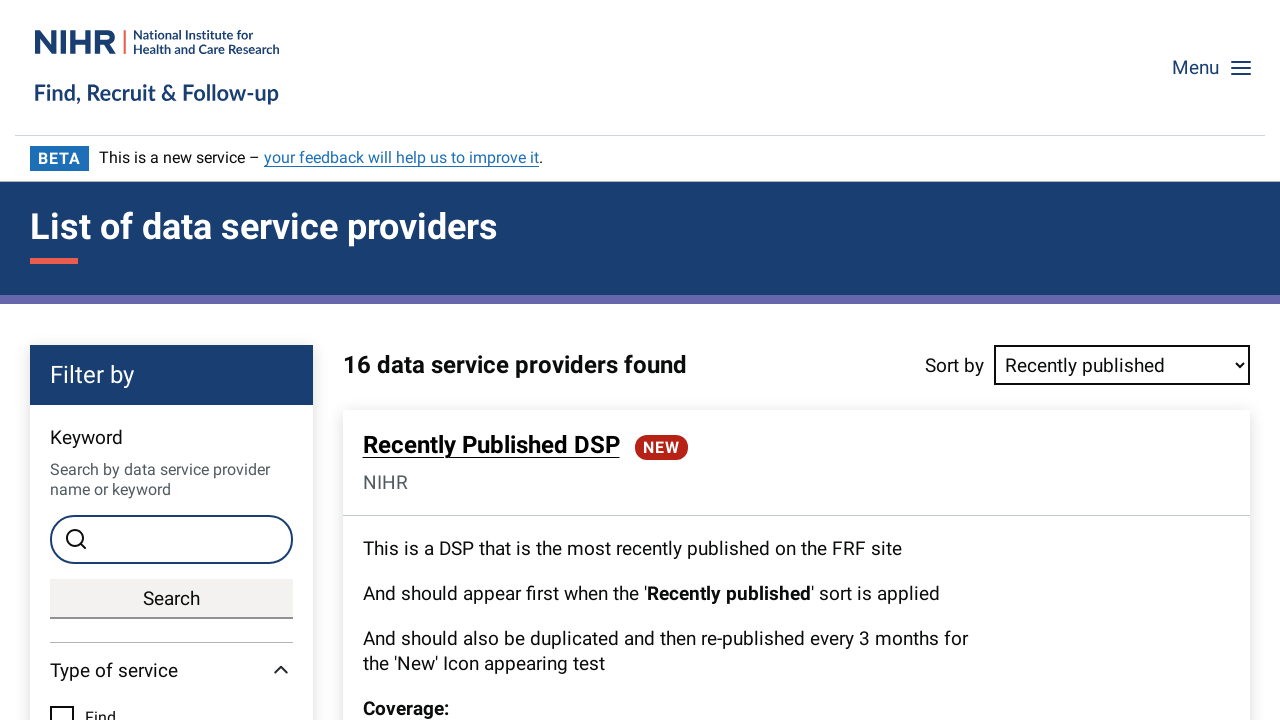 NIHR | National Institute for
Health and Care Research
Find, Recruit & Follow-up
Menu
BETA This is a new service – your feedback will help us to improve it.
List of data service providers
Filter by
Keyword
Search by data service provider
name or keyword
Search
Type of service
Find
16 data service providers found
Sort by Recently published
Recently Published DSP NEW
NIHR
This is a DSP that is the most recently published on the FRF site
And should appear first when the 'Recently published' sort is applied
And should also be duplicated and then re-published every 3 months for
the 'New' Icon appearing test
Coverage: